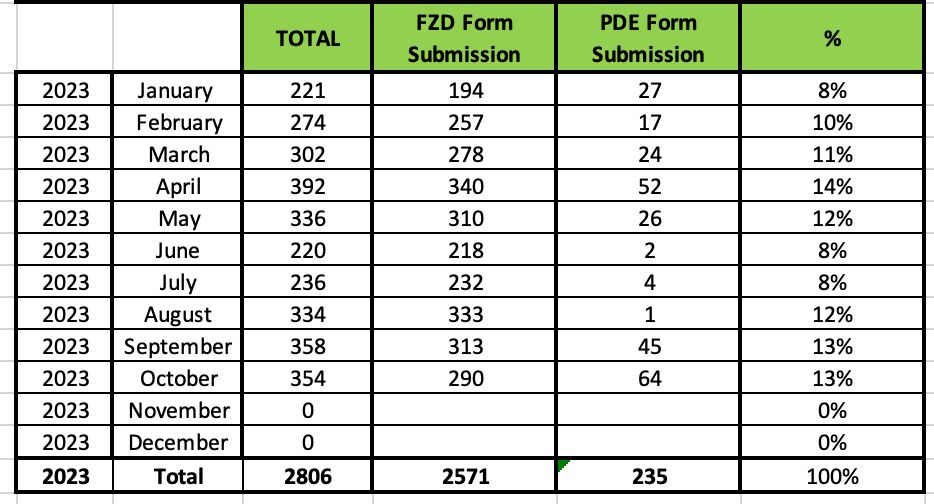 TOTAL FZD Form Submission PDE Form Submission %
2023 January 221 194 27 8%
2023 February 274 257 17 10%
2023 March 302 278 24 11%
2023 April 392 340 52 14%
2023 May 336 310 26 12%
2023 June 220 218 2 8%
2023 July 236 232 4 8%
2023 August 334 333 1 12%
2023 September 358 313 45 13%
2023 October 354 290 64 13%
2023 November 0 0%
2023 December 0 0%
2023 Total 2806 2571 235 100%